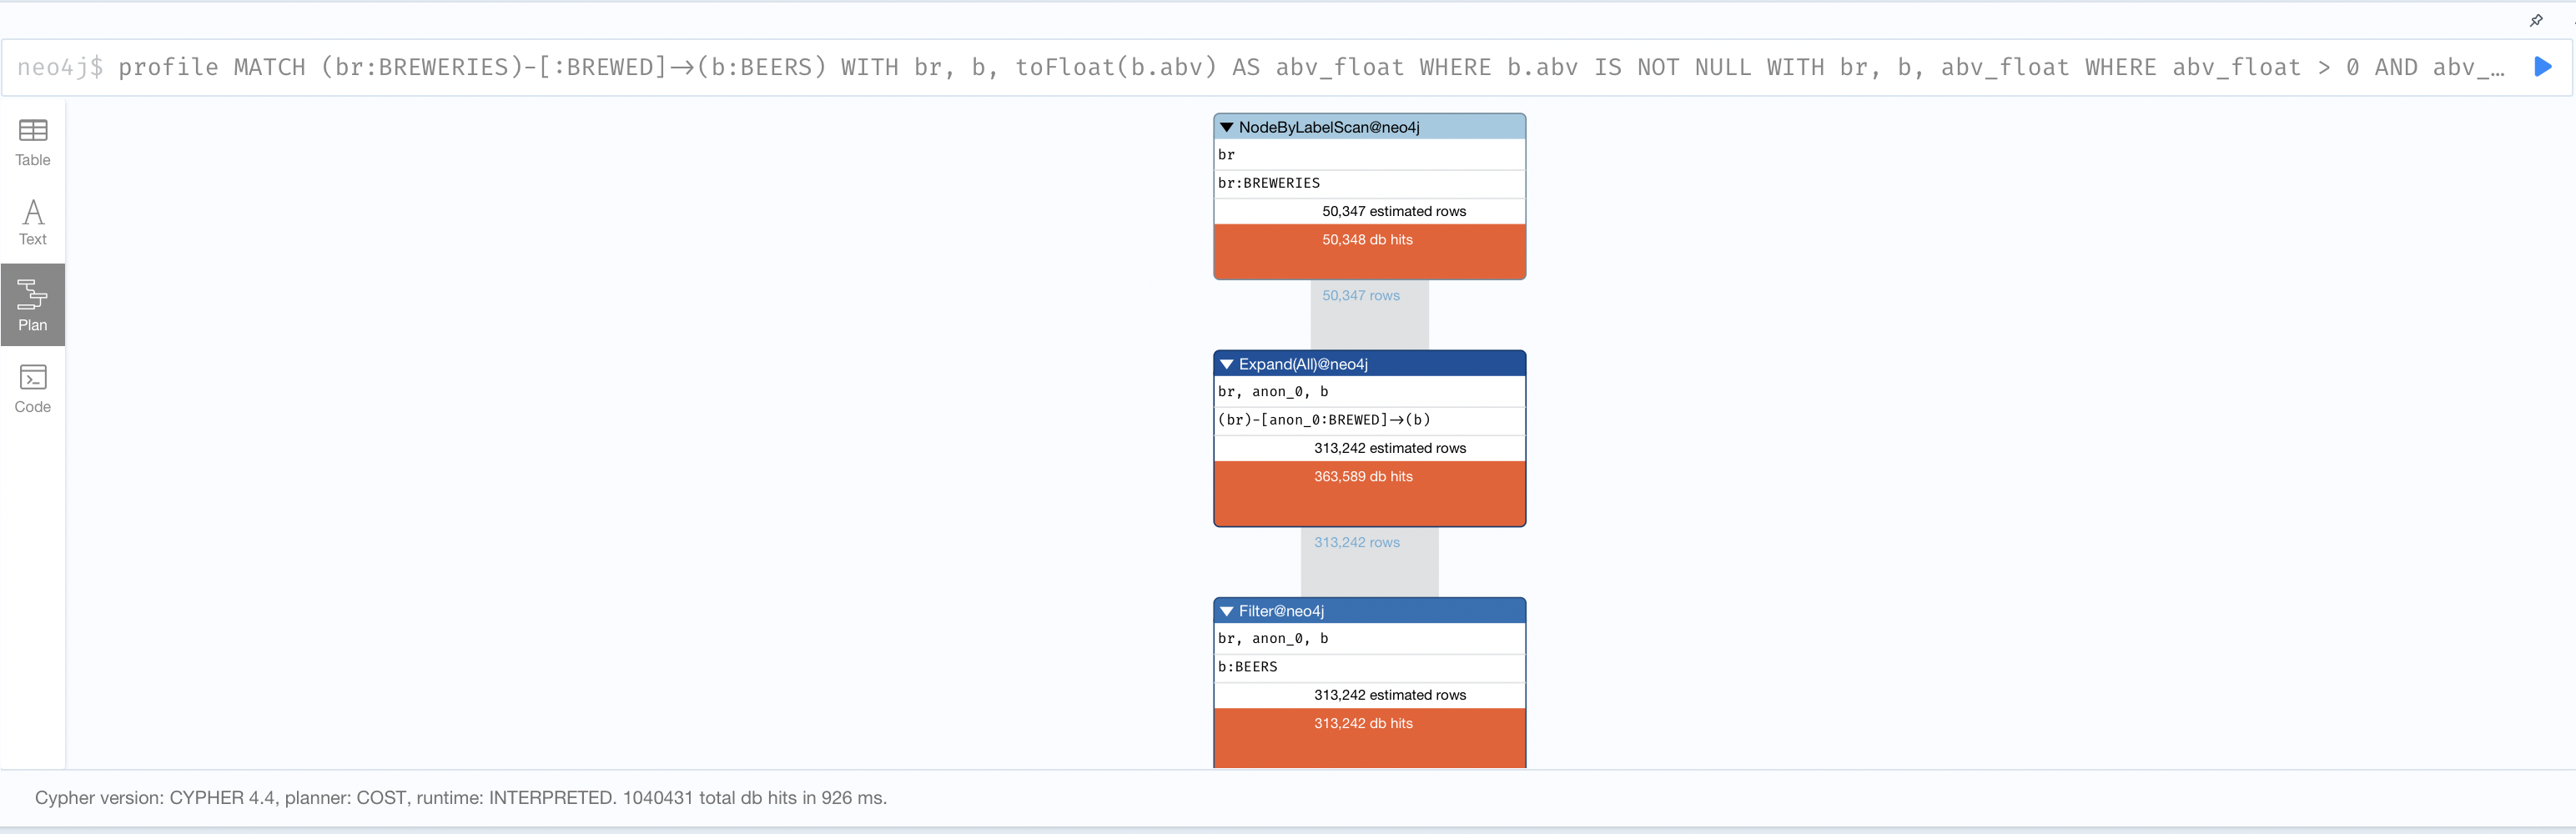 neo4j$ profile MATCH (br:BREWERIES)-[:BREWED]→(b:BEERS) WITH br, b, toFloat(b.abv) AS abv_float WHERE b.abv IS NOT NULL WITH br, b, abv_float WHERE abv_float > 0 AND abv_…
Table
Text
Plan
Code
NodeByLabelScan@neo4j
br
br:BREWERIES
50,347 estimated rows
50,348 db hits
50,347 rows
Expand(All)@neo4j
br, anon_0, b
(br)-[anon_0:BREWED]→(b)
313,242 estimated rows
363,589 db hits
313,242 rows
Filter@neo4j
br, anon_0, b
b:BEERS
313,242 estimated rows
313,242 db hits
Cypher version: CYPHER 4.4, planner: COST, runtime: INTERPRETED. 1040431 total db hits in 926 ms.